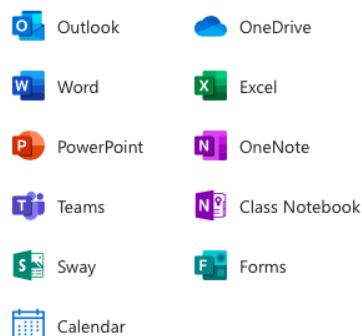 Outlook
OneDrive
Word
Excel
PowerPoint
OneNote
Teams
Class Notebook
Sway
Forms
Calendar